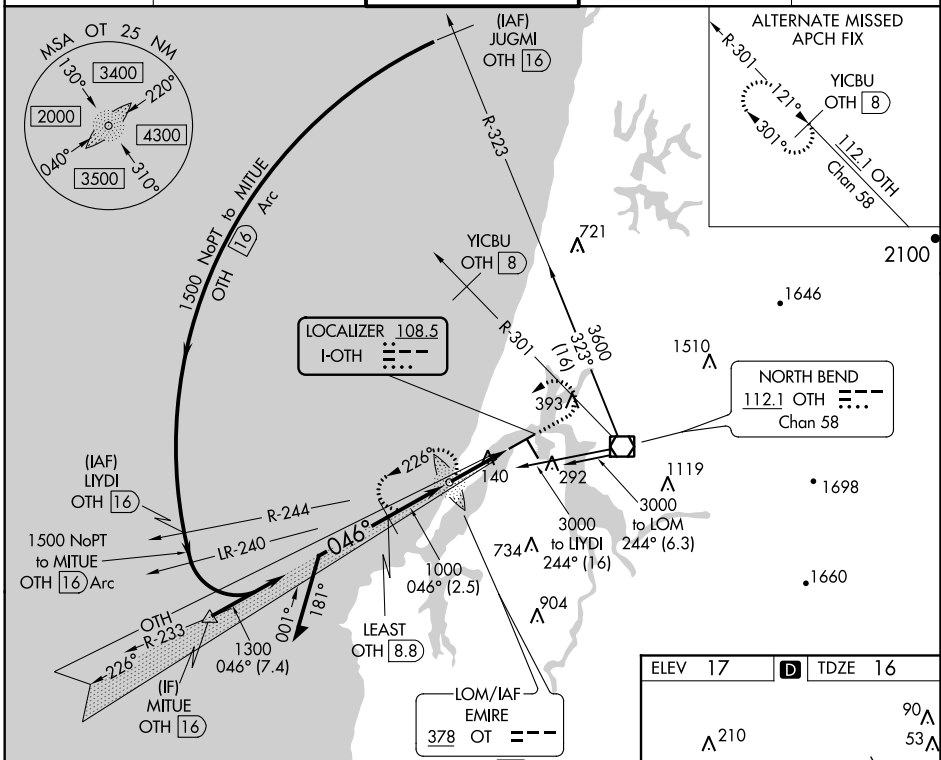 MSA OT 25 NM
130°
3400
220°
2000
4300
040°
3500
310°
(IAF)
JUGMI
OTH 16
R-323
1500 NoPT to MITUE
OTH 16 Arc
ALTERNATE MISSED
APCH FIX
R-301
YICBU
OTH 8
121°
301°
112.1 OTH
Chan 58
721
2100
YICBU
OTH 8
1646
R-301
3600
323°
(16)
1510
LOCALIZER 108.5
I-OTH
NORTH BEND
112.1 OTH
Chan 58
393
(IAF)
LIYDI
OTH 16
226°
140
292
1119
1698
R-244
3000
to LOM
244° (6.3)
LR-240
046°
3000
to LIYDI
244° (16)
1500 NoPT
to MITUE
OTH 16 Arc
734
1000
046° (2.5)
1660
001°
181°
904
OTH
R-233
226°
1300
046° (7.4)
LEAST
OTH 8.8
(IF)
MITUE
OTH 16
LOM/IAF
EMIRE
378 OT
ELEV 17 D TDZE 16
90
210
53